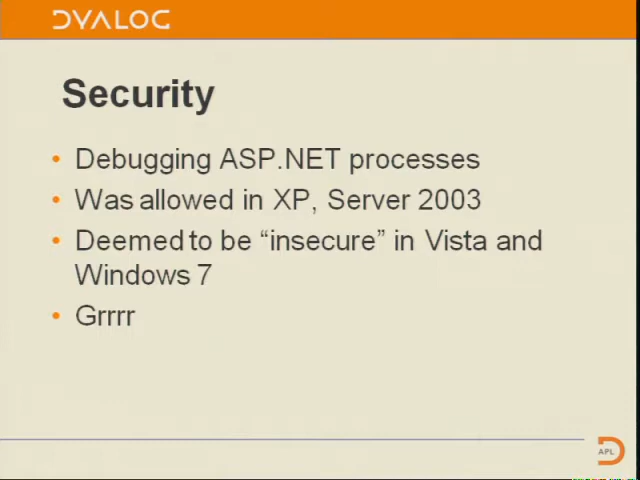 DYALOG
Security
• Debugging ASP.NET processes
• Was allowed in XP, Server 2003
• Deemed to be “insecure” in Vista and
Windows 7
• Grrrr
APL